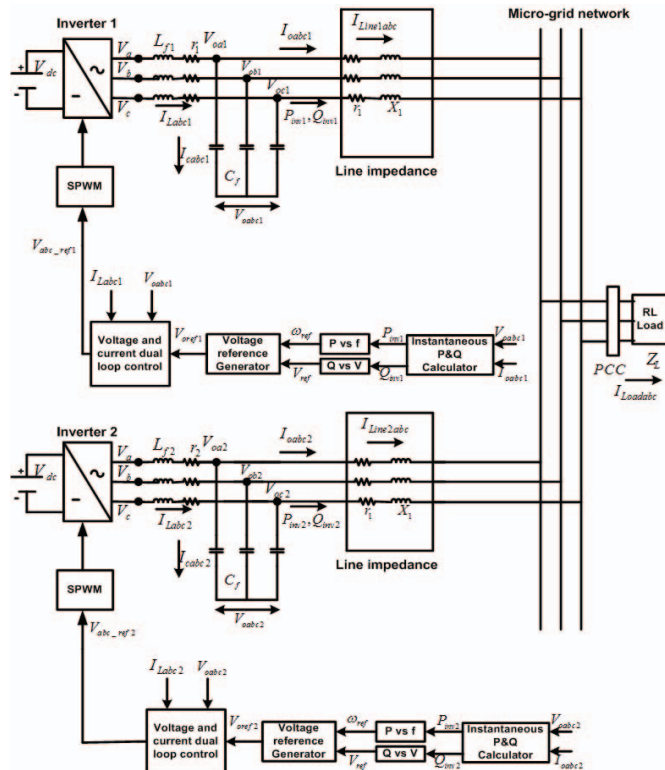 Inverter 1
Micro-grid network
V_dc
+
-
~
-
V_a
V_b
V_c
L_f1
r_1
V_oa1
V_ob1
V_oc1
I_oabc1
I_Line1abc
I_Labc1
P_inv1, Q_inv1
r_1
X_1
I_cabc1
C_f
V_oabc1
Line impedance
SPWM
V_abc_ref1
I_Labc1
V_oabc1
Voltage and current dual loop control
V_oref1
Voltage reference Generator
ω_ref
V_ref
P vs f
Q vs V
P_inv1
Q_inv1
Instantaneous P&Q Calculator
V_oabc1
I_oabc1
RL Load
Z_L
PCC
I_Loadabc
Inverter 2
V_dc
+
-
~
-
V_a
V_b
V_c
L_f2
r_2
V_oa2
V_ob2
V_oc2
I_oabc2
I_Line2abc
I_Labc2
P_inv2, Q_inv2
r_1
X_1
I_cabc2
C_f
V_oabc2
Line impedance
SPWM
V_abc_ref2
I_Labc2
V_oabc2
Voltage and current dual loop control
V_oref2
Voltage reference Generator
ω_ref
V_ref
P vs f
Q vs V
P_inv2
Q_inv2
Instantaneous P&Q Calculator
V_oabc2
I_oabc2